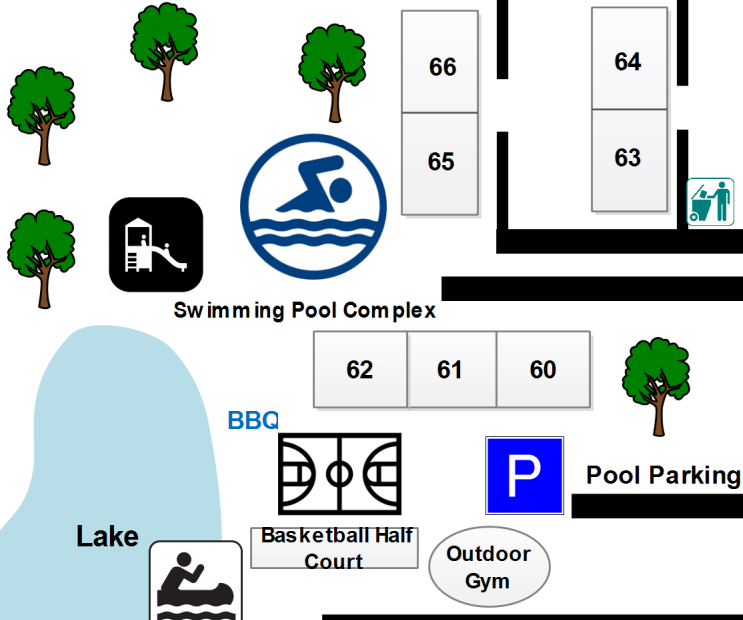 66
64
65
63
Swimming Pool Complex
62
61
60
BBQ
P
Pool Parking
Lake
Basketball Half
Court
Outdoor
Gym